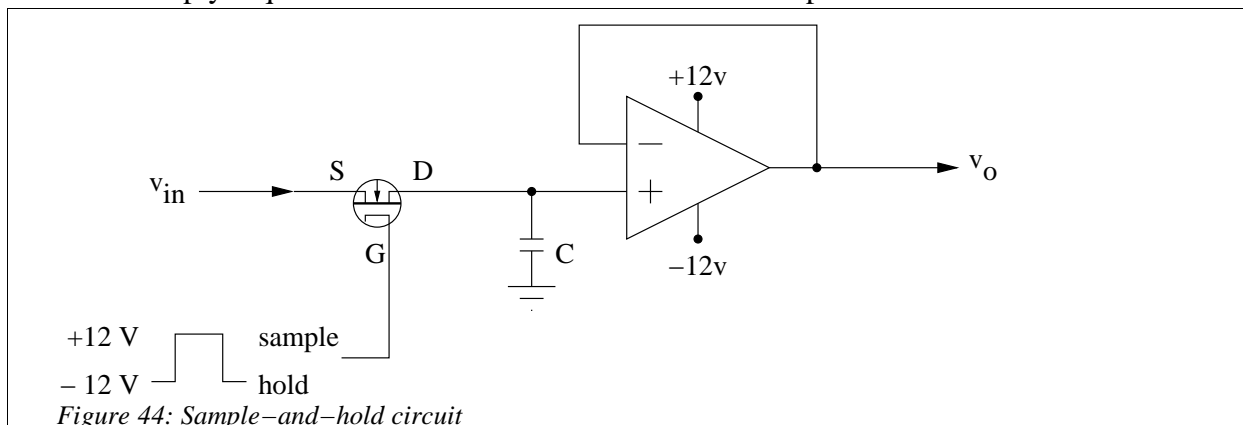 +12v
v_o
S
D
v_in
−
+
G
C
−12v
+12 V
sample
− 12 V
hold
Figure 44: Sample−and−hold circuit